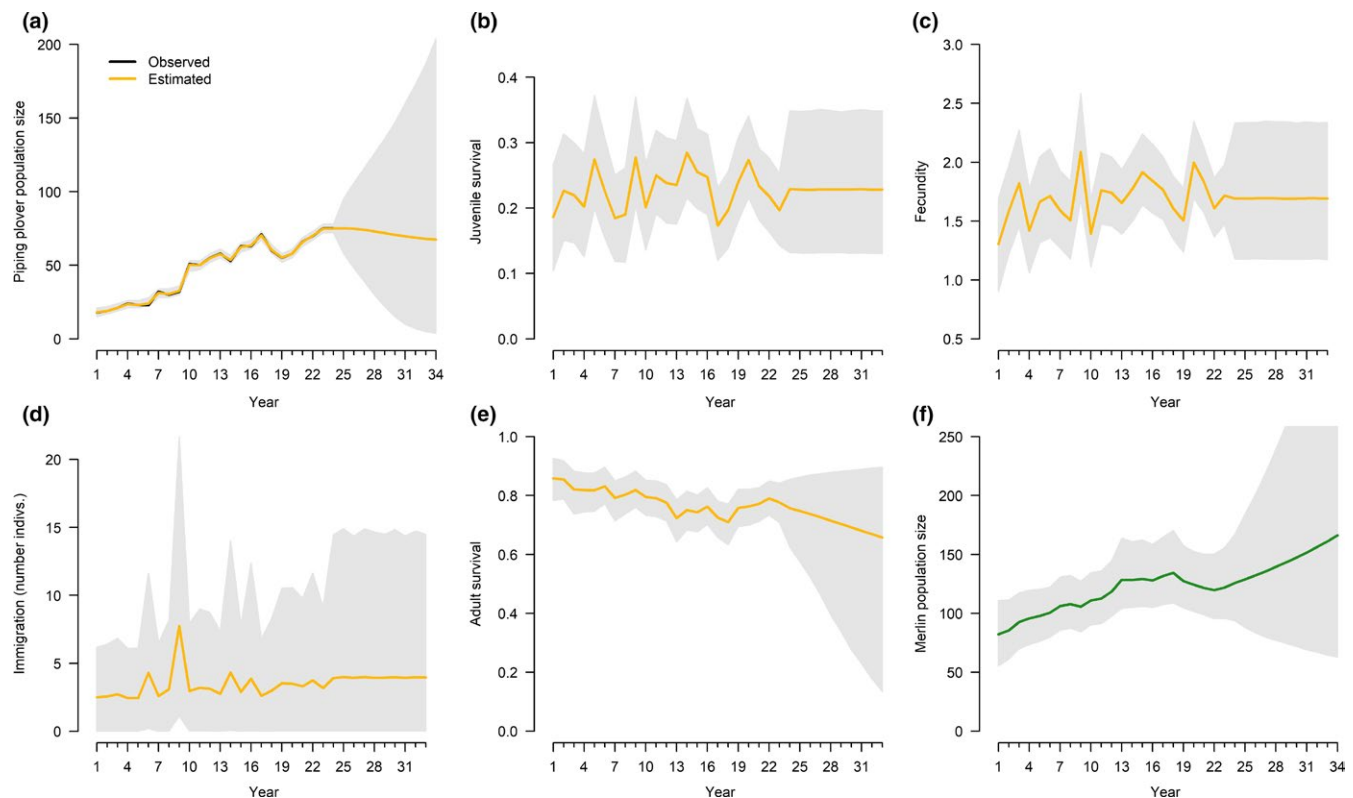 (a)
Piping plover population size
200
150
100
50
0
Observed
Estimated
1 4 7 10 13 16 19 22 25 28 31 34
Year
(b)
Juvenile survival
0.4
0.3
0.2
0.1
0.0
1 4 7 10 13 16 19 22 25 28 31
Year
(c)
Fecundity
3.0
2.5
2.0
1.5
1.0
0.5
1 4 7 10 13 16 19 22 25 28 31
Year
(d)
Immigration (number indivs.)
20
15
10
5
0
1 4 7 10 13 16 19 22 25 28 31
Year
(e)
Adult survival
1.0
0.8
0.6
0.4
0.2
0.0
1 4 7 10 13 16 19 22 25 28 31
Year
(f)
Merlin population size
250
200
150
100
50
0
1 4 7 10 13 16 19 22 25 28 31 34
Year